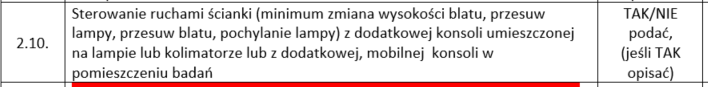 2.10.
Sterowanie ruchami ścianki (minimum zmiana wysokości blatu, przesuw
lampy, przesuw blatu, pochylanie lampy) z dodatkowej konsoli umieszczonej
na lampie lub kolimatorze lub z dodatkowej, mobilnej  konsoli w
pomieszczeniu badań
TAK/NIE
podać,
(jeśli TAK
opisać)